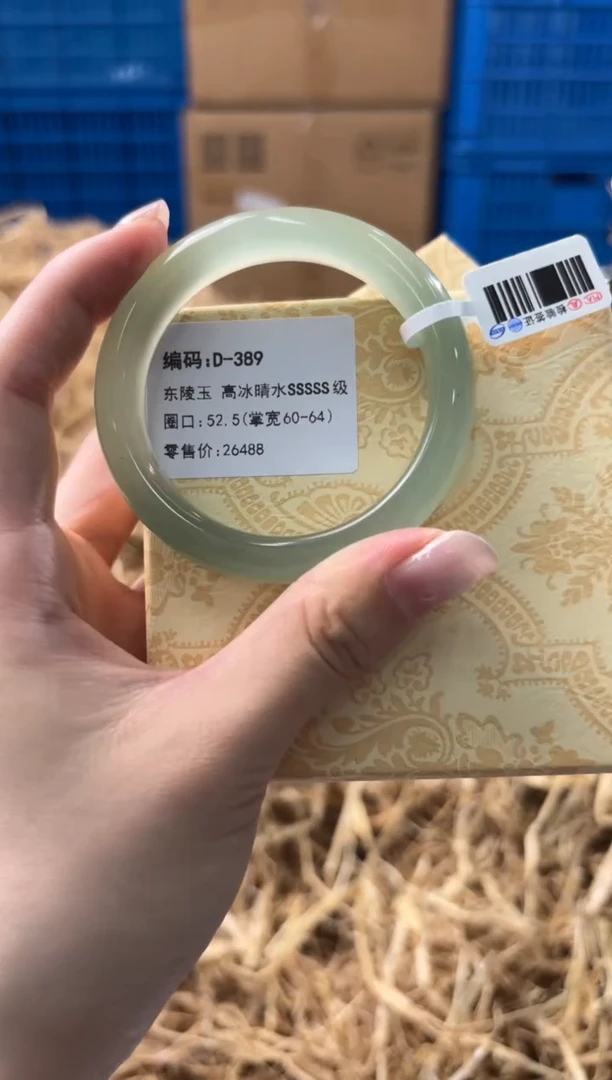 编码:D-389
东陵玉 高冰晴水SSSSS级
圈口:52.5(掌宽60-64)
零售价:26488